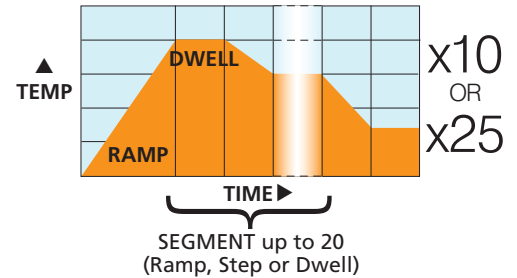 ▲
TEMP
DWELL
RAMP
x10
OR
x25
TIME▶
SEGMENT up to 20
(Ramp, Step or Dwell)